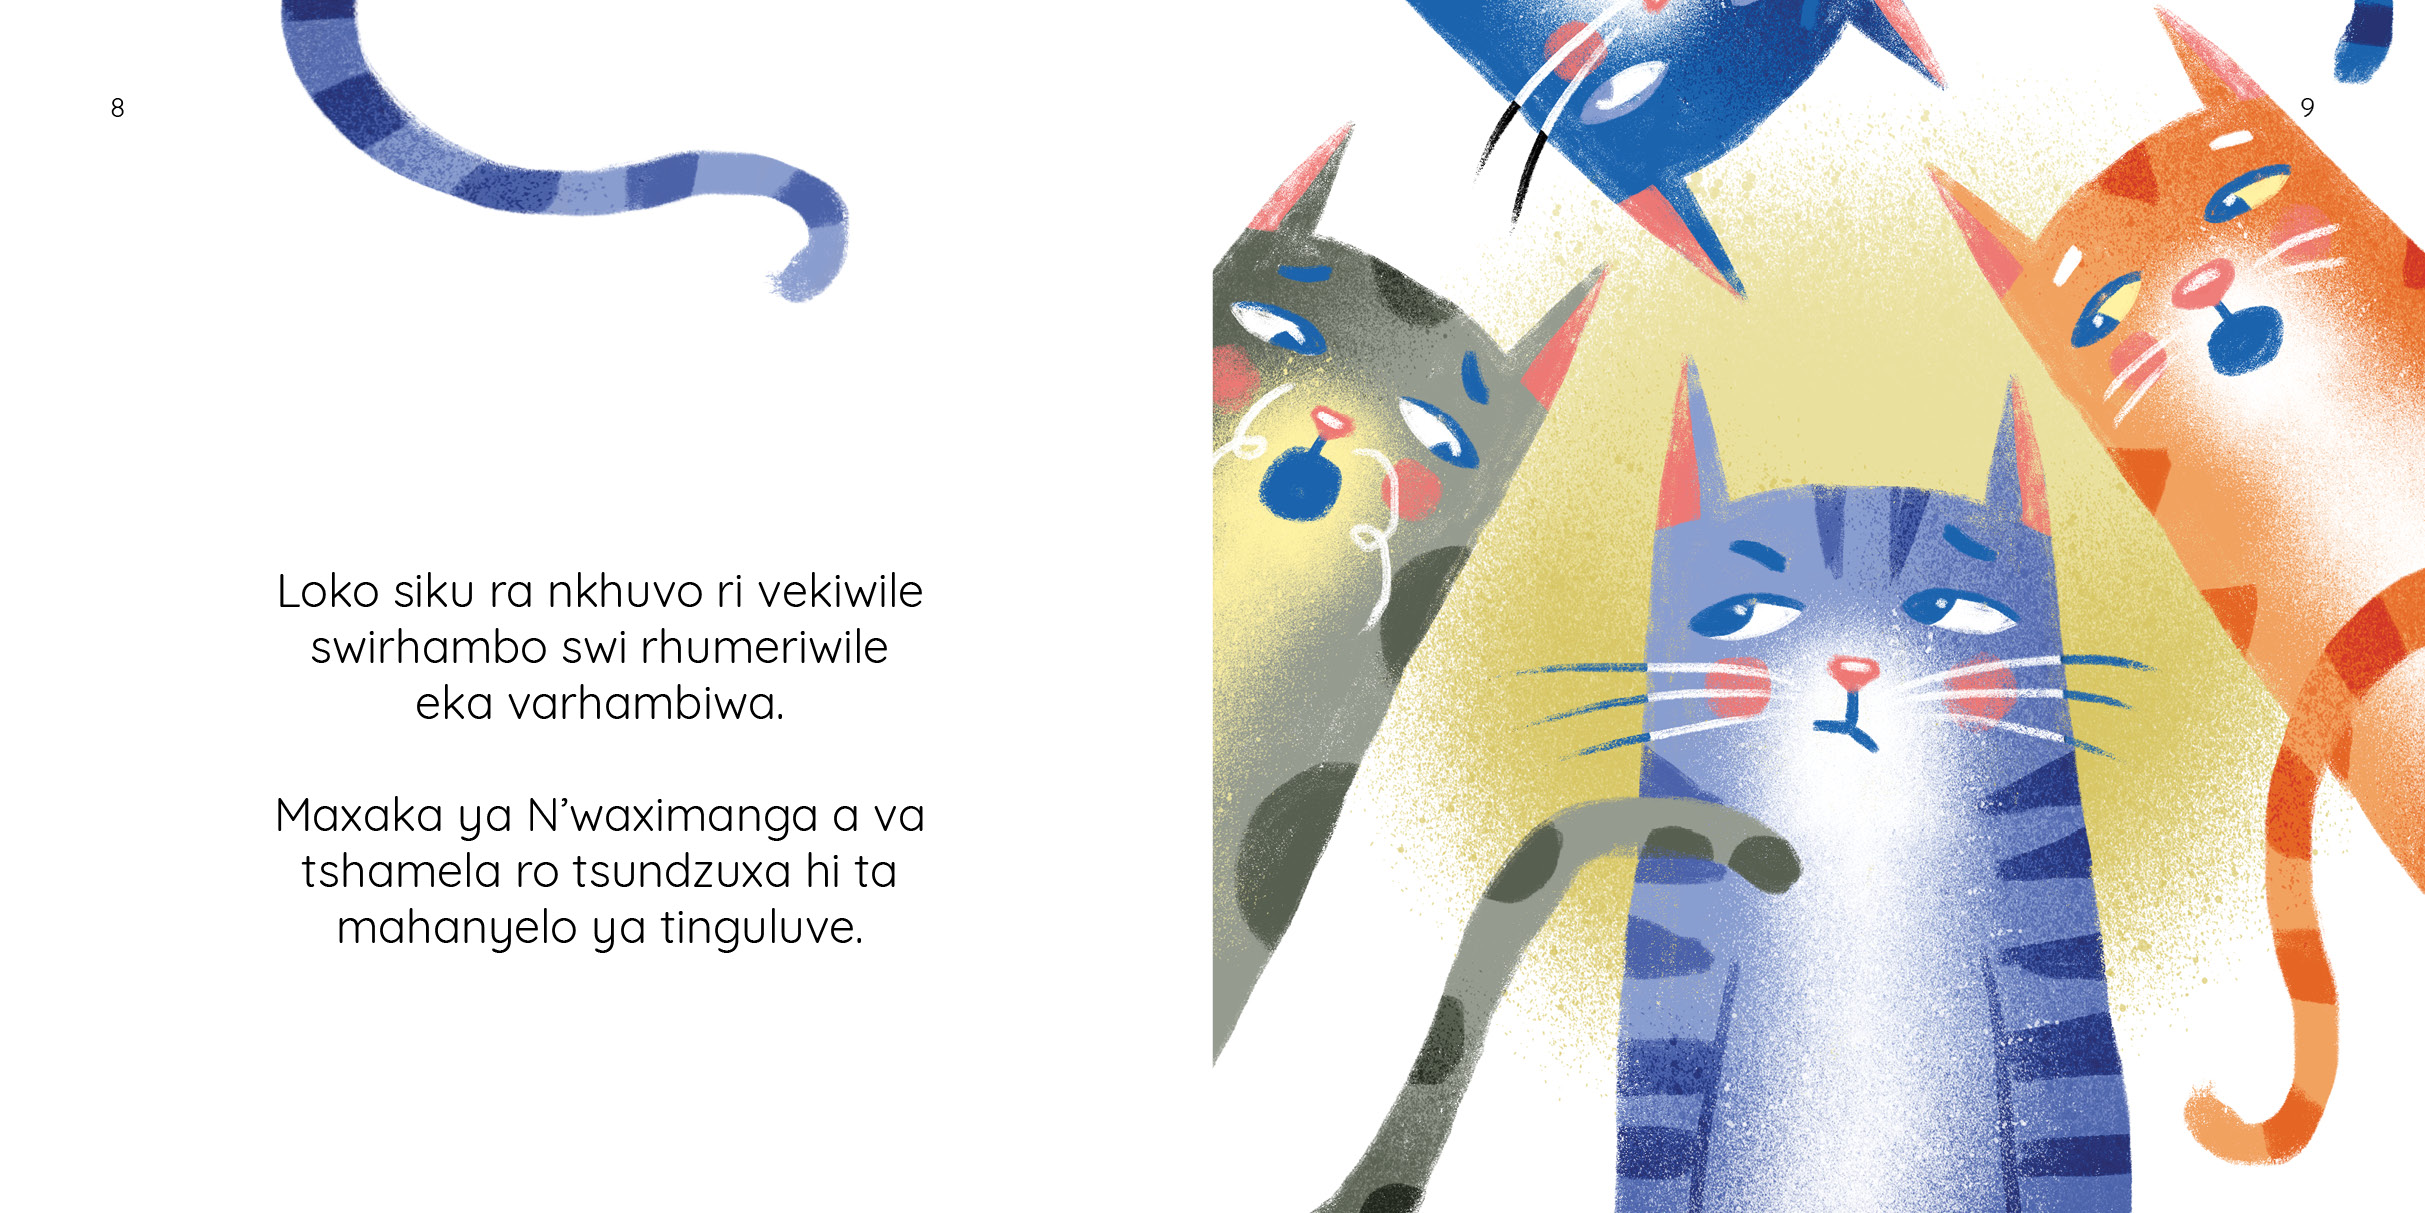 8
Loko siku ra nkhuvo ri vekiwile
swirhambo swi rhumeriwile
eka varhambiwa.
Maxaka ya N’waximanga a va
tshamela ro tsundzuxa hi ta
mahanyelo ya tinguluve.
9